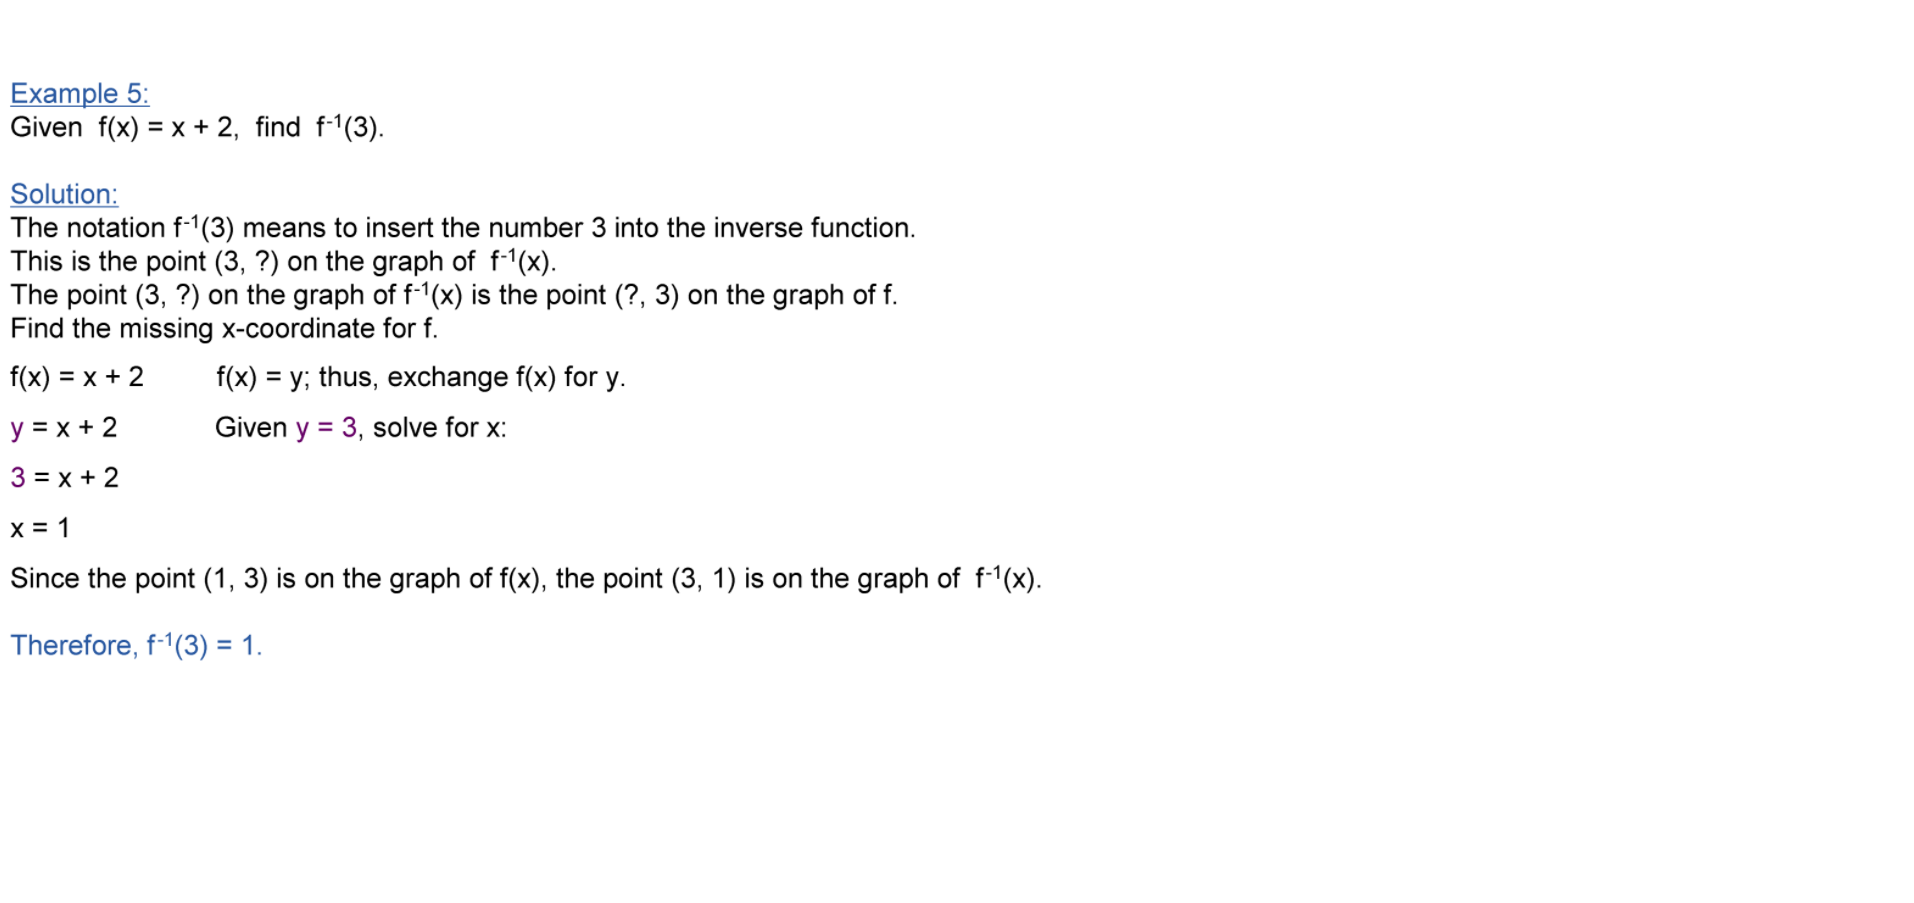 Example 5:
Given f(x) = x + 2, find f⁻¹(3).
Solution:
The notation f⁻¹(3) means to insert the number 3 into the inverse function.
This is the point (3, ?) on the graph of f⁻¹(x).
The point (3, ?) on the graph of f⁻¹(x) is the point (?, 3) on the graph of f.
Find the missing x-coordinate for f.
f(x) = x + 2 f(x) = y; thus, exchange f(x) for y.
y = x + 2 Given y = 3, solve for x:
3 = x + 2
x = 1
Since the point (1, 3) is on the graph of f(x), the point (3, 1) is on the graph of f⁻¹(x).
Therefore, f⁻¹(3) = 1.